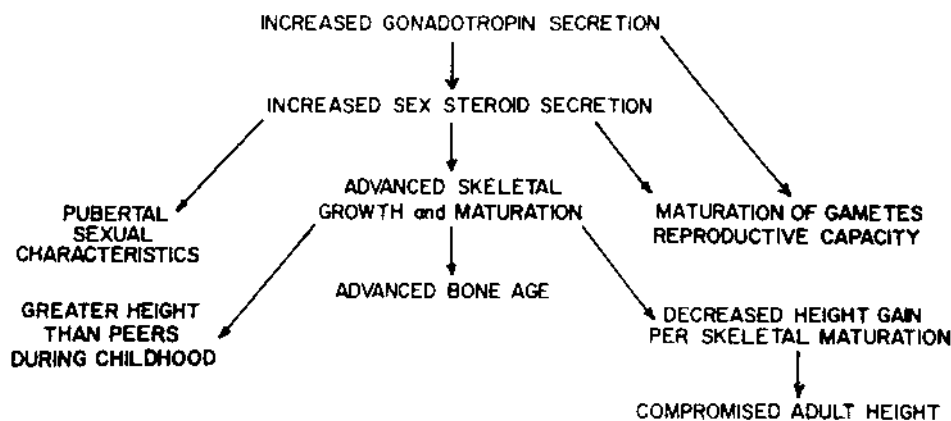 INCREASED GONADOTROPIN SECRETION
INCREASED SEX STEROID SECRETION
ADVANCED SKELETAL
GROWTH and MATURATION
PUBERTAL
SEXUAL
CHARACTERISTICS
MATURATION OF GAMETES
REPRODUCTIVE CAPACITY
ADVANCED BONE AGE
GREATER HEIGHT
THAN PEERS
DURING CHILDHOOD
DECREASED HEIGHT GAIN
PER SKELETAL MATURATION
COMPROMISED ADULT HEIGHT